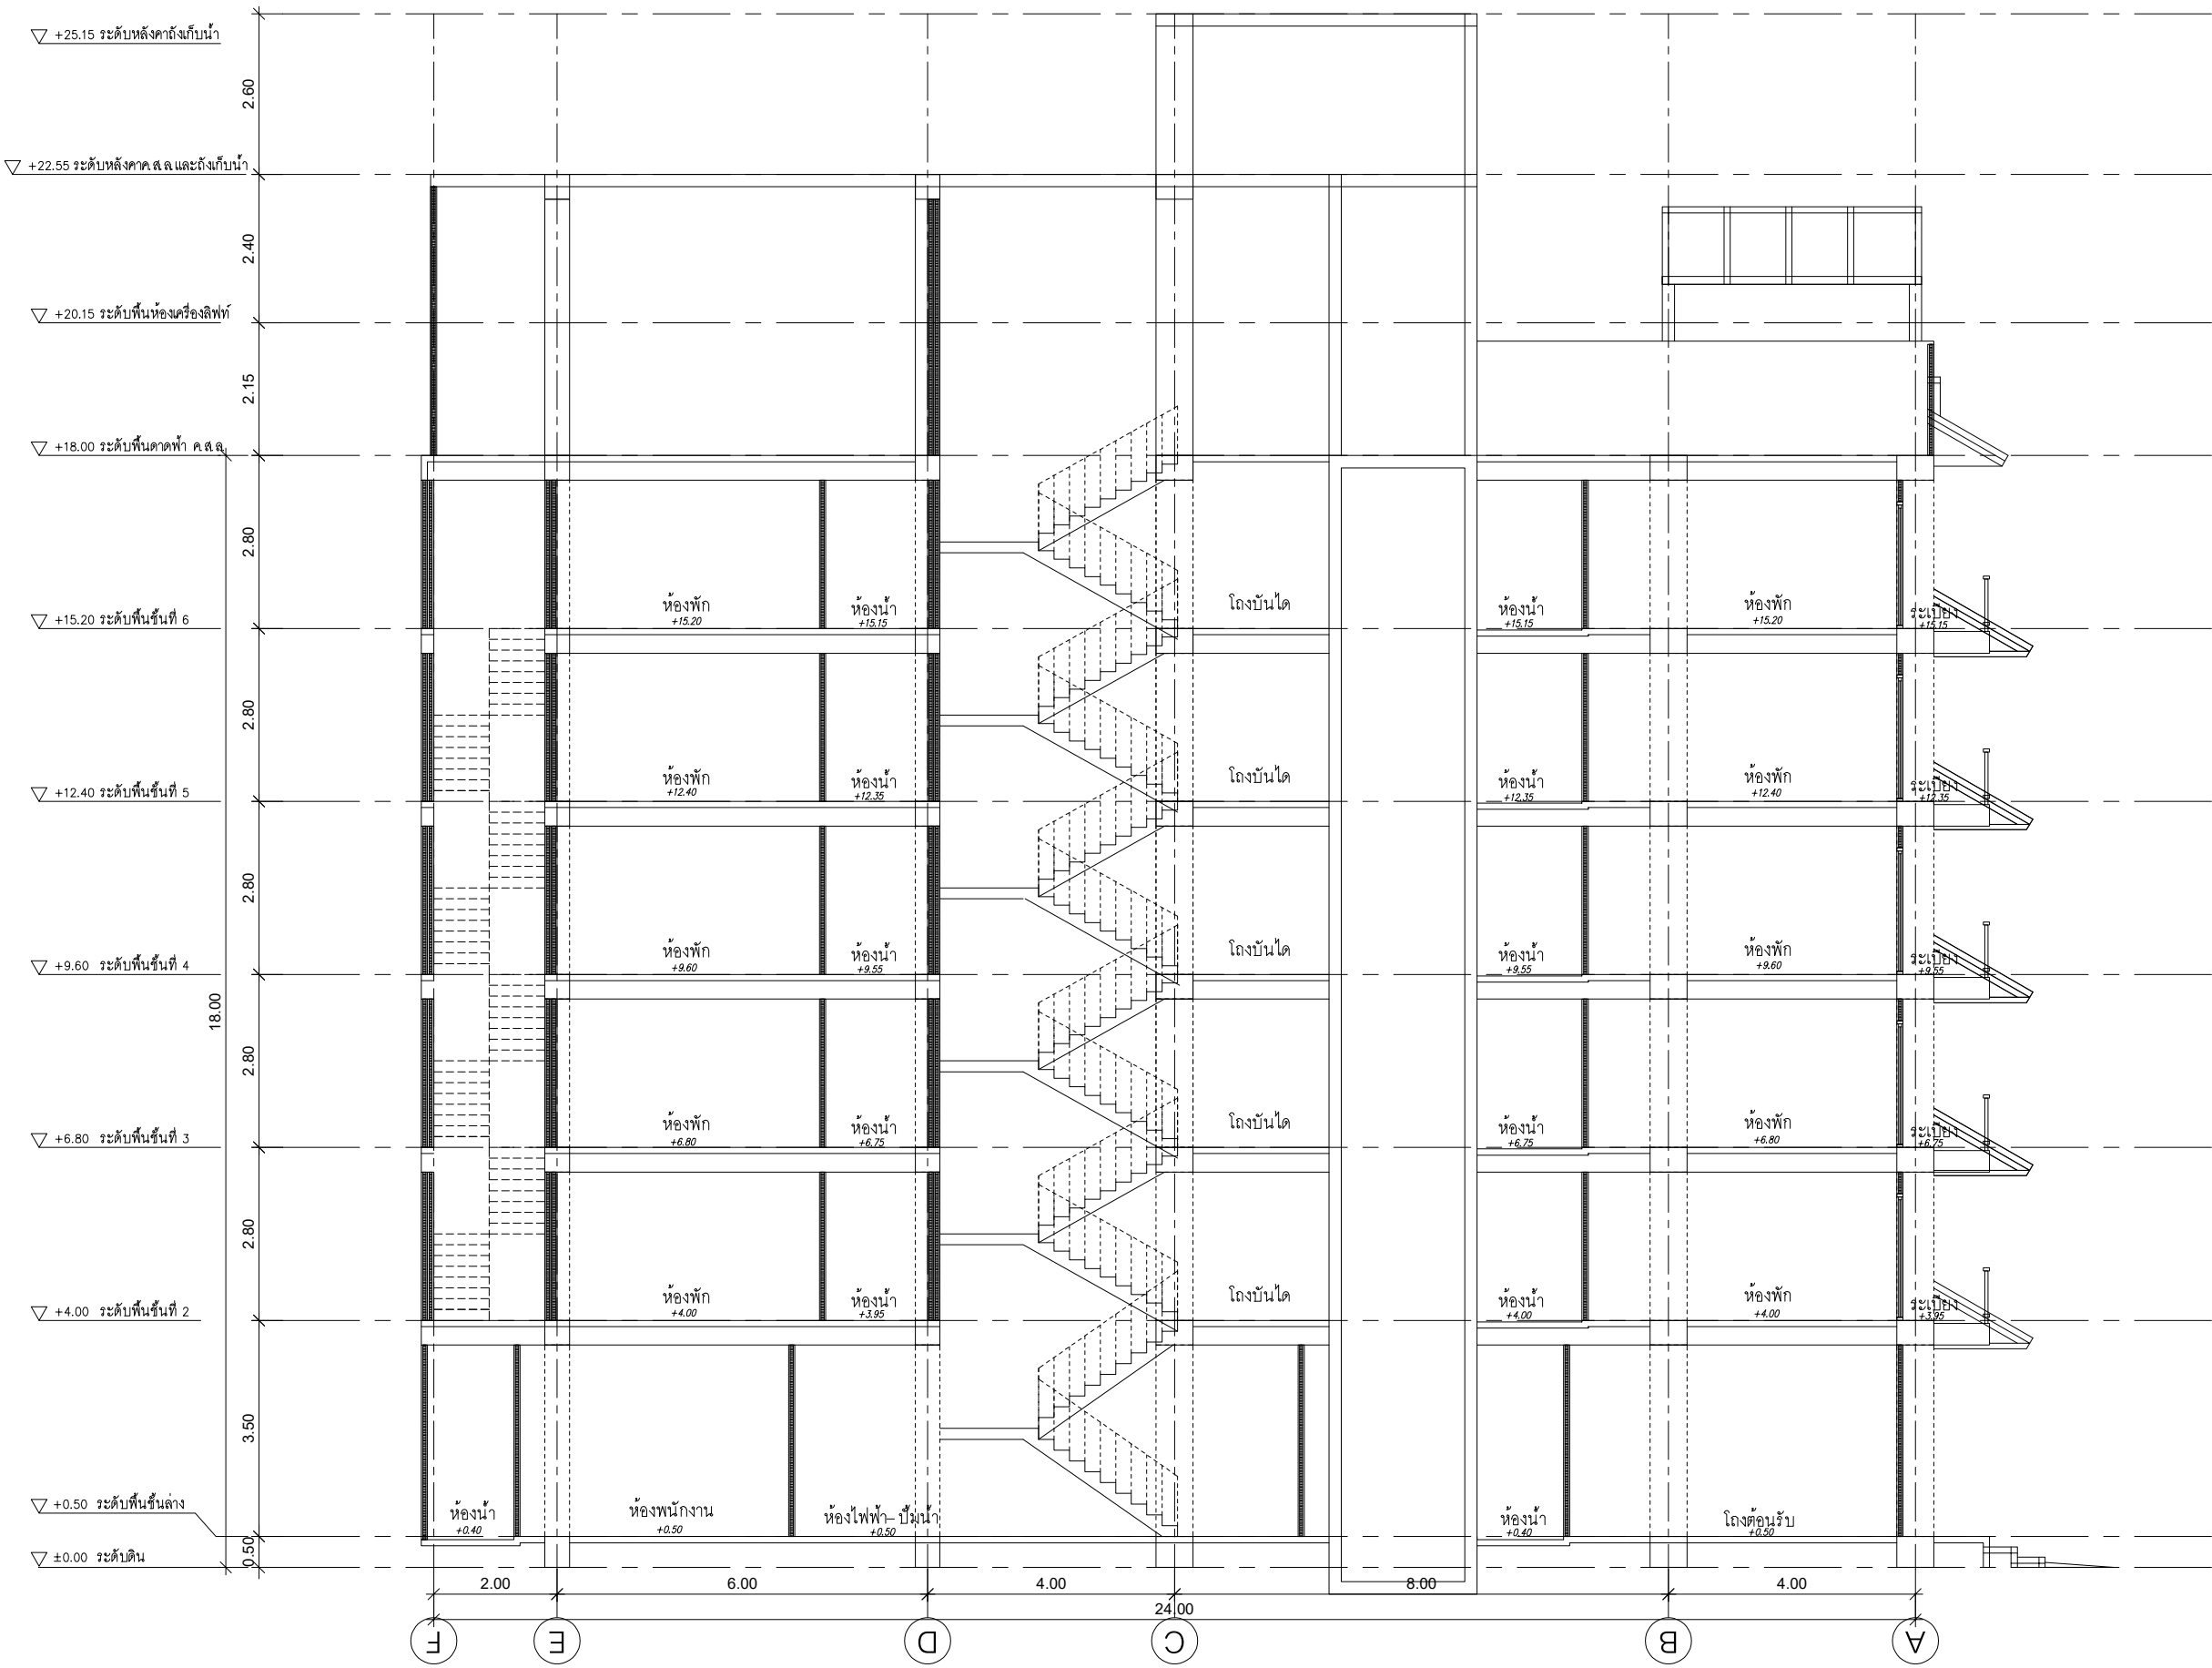 +25.15 ระดับหลังคาถังเก็บน้ำ
2.60
+22.55 ระดับหลังคาค.ส.ล.และถังเก็บน้ำ
2.40
+20.15 ระดับพื้นห้องเครื่องลิฟท์
2.15
+18.00 ระดับพื้นดาดฟ้า ค.ส.ล.
2.80
ห้องพัก
+15.20
ห้องน้ำ
+15.15
โถงบันได
ห้องน้ำ
+15.15
ห้องพัก
+15.20
ระเบียง
+15.15
+15.20 ระดับพื้นชั้นที่ 6
2.80
ห้องพัก
+12.40
ห้องน้ำ
+12.35
โถงบันได
ห้องน้ำ
+12.35
ห้องพัก
+12.40
ระเบียง
+12.35
+12.40 ระดับพื้นชั้นที่ 5
2.80
ห้องพัก
+9.60
ห้องน้ำ
+9.55
โถงบันได
ห้องน้ำ
+9.55
ห้องพัก
+9.60
ระเบียง
+9.55
+9.60 ระดับพื้นชั้นที่ 4
18.00
2.80
ห้องพัก
+6.80
ห้องน้ำ
+6.75
โถงบันได
ห้องน้ำ
+6.75
ห้องพัก
+6.80
ระเบียง
+6.75
+6.80 ระดับพื้นชั้นที่ 3
2.80
ห้องพัก
+4.00
ห้องน้ำ
+3.95
โถงบันได
ห้องน้ำ
+4.00
ห้องพัก
+4.00
ระเบียง
+3.95
+4.00 ระดับพื้นชั้นที่ 2
3.50
ห้องน้ำ
+0.40
ห้องพนักงาน
+0.50
ห้องไฟฟ้า-ปั๊มน้ำ
+0.50
ห้องน้ำ
+0.40
โถงต้อนรับ
+0.50
+0.50 ระดับพื้นชั้นล่าง
0.50
±0.00 ระดับดิน
2.00 6.00 4.00 8.00 4.00
24.00
F E D C B A